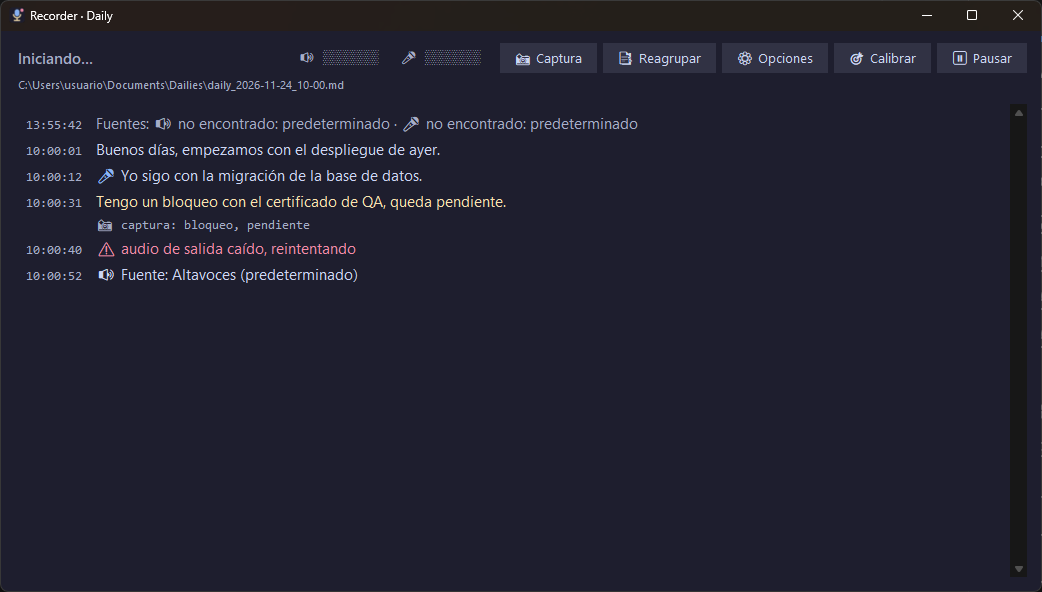 Recorder · Daily
Iniciando...
Captura
Reagrupar
Opciones
Calibrar
Pausar
C:\Users\usuario\Documents\Dailies\daily_2026-11-24_10-00.md
13:55:42 Fuentes: no encontrado: predeterminado · no encontrado: predeterminado
10:00:01 Buenos días, empezamos con el despliegue de ayer.
10:00:12 Yo sigo con la migración de la base de datos.
10:00:31 Tengo un bloqueo con el certificado de QA, queda pendiente.
captura: bloqueo, pendiente
10:00:40 audio de salida caído, reintentando
10:00:52 Fuente: Altavoces (predeterminado)